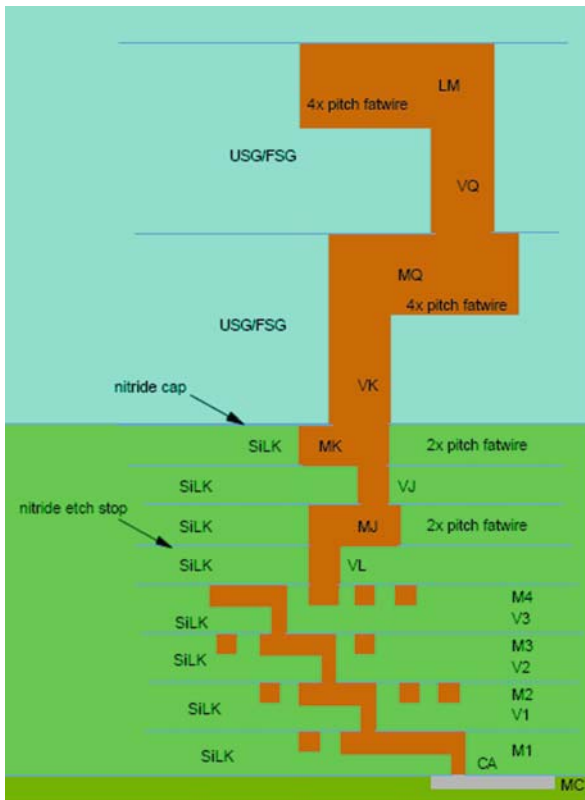 LM
4x pitch fatwire
USG/FSG
VQ
MQ
4x pitch fatwire
USG/FSG
VK
nitride cap
SiLK
MK
2x pitch fatwire
SiLK
VJ
nitride etch stop
SiLK
MJ
2x pitch fatwire
SiLK
VL
M4
SiLK
V3
M3
SiLK
V2
M2
SiLK
V1
M1
SiLK
CA
MC